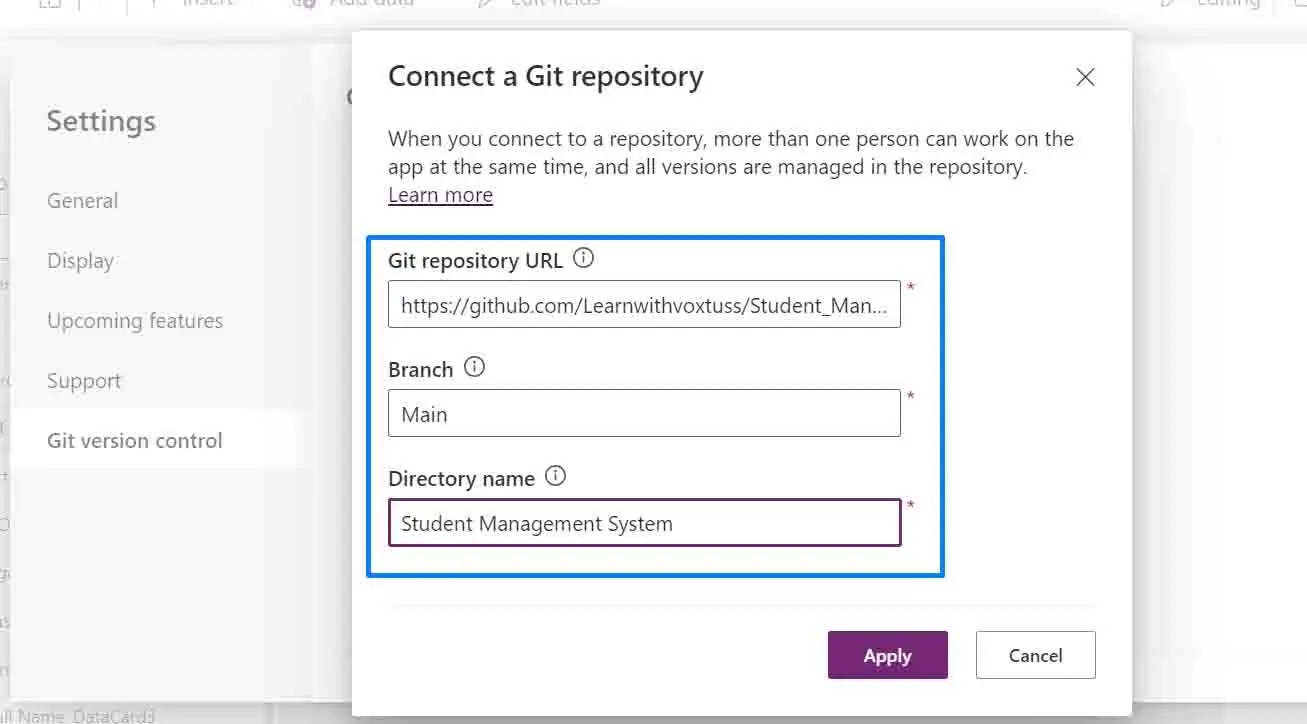 Insert
Add data
Edit fields
Editing
Settings
General
Display
Upcoming features
Support
Git version control
Connect a Git repository
When you connect to a repository, more than one person can work on the
app at the same time, and all versions are managed in the repository.
Learn more
Git repository URL
*
https://github.com/Learnwithvoxtuss/Student_Man...
Branch
*
Main
Directory name
*
Student Management System
Apply
Cancel
ull Name_DataCard3